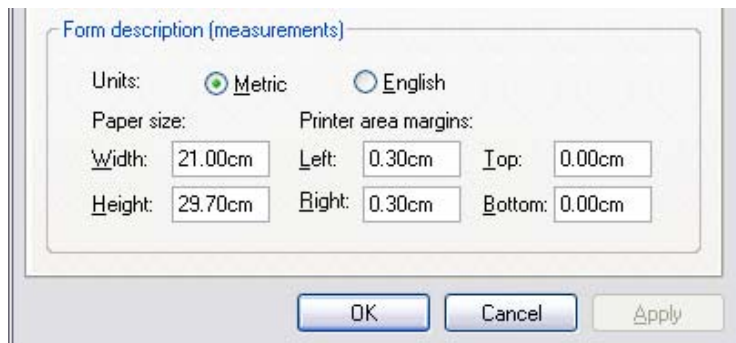 Form description (measurements)
Units: Metric English
Paper size: Printer area margins:
Width: 21.00cm Left: 0.30cm Top: 0.00cm
Height: 29.70cm Right: 0.30cm Bottom: 0.00cm
OK Cancel Apply